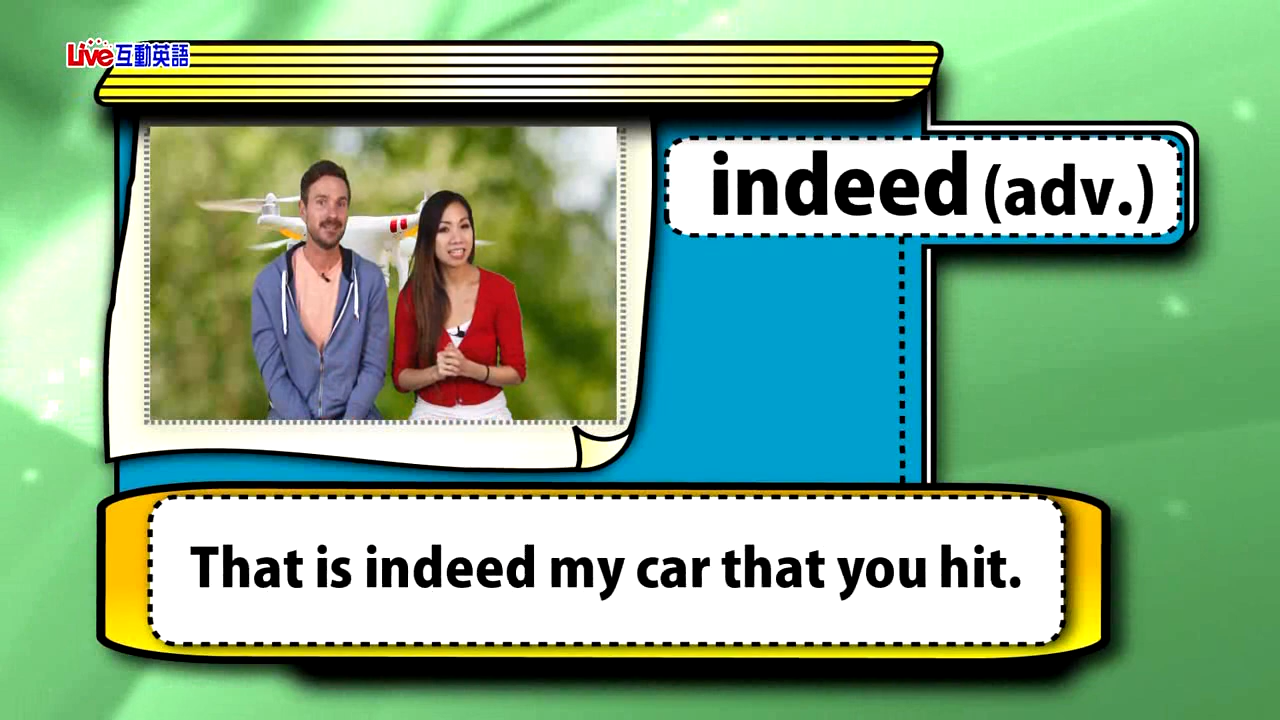 Live互動英語
indeed (adv.)
That is indeed my car that you hit.